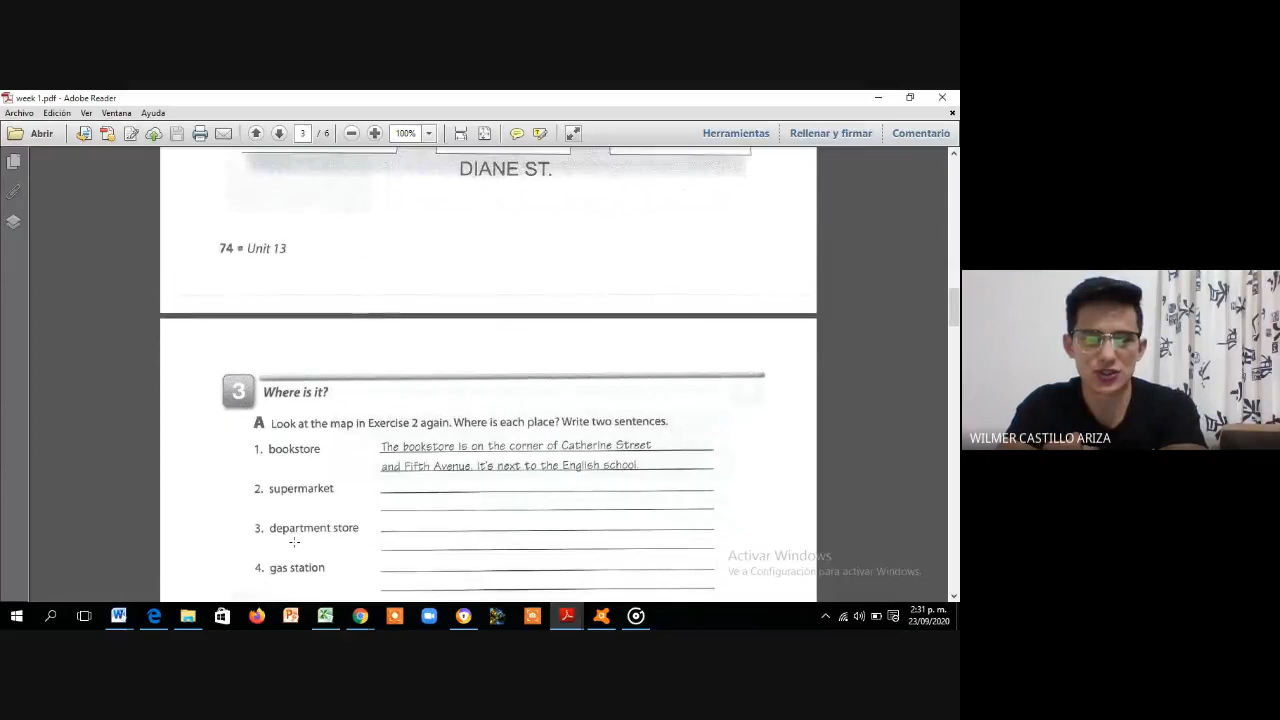 week 1.pdf - Adobe Reader
Archivo Edición Ver Ventana Ayuda
Abrir 3 / 6 100% Herramientas Rellenar y firmar Comentario
DIANE ST.
74 ■ Unit 13
3 Where is it?
A Look at the map in Exercise 2 again. Where is each place? Write two sentences.
1. bookstore The bookstore is on the corner of Catherine Street
and Fifth Avenue. It's next to the English school.
2. supermarket
3. department store
4. gas station
Activar Windows
Ve a Configuración para activar Windows.
WILMER CASTILLO ARIZA
2:31 p. m.
23/09/2020